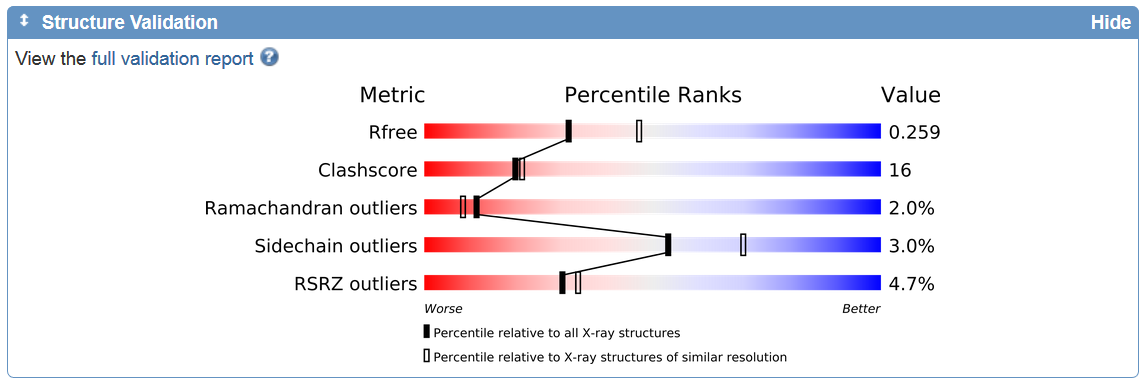 Structure Validation Hide
View the full validation report ?
Metric Percentile Ranks Value
Rfree 0.259
Clashscore 16
Ramachandran outliers 2.0%
Sidechain outliers 3.0%
RSRZ outliers 4.7%
Worse Better
Percentile relative to all X-ray structures
Percentile relative to X-ray structures of similar resolution